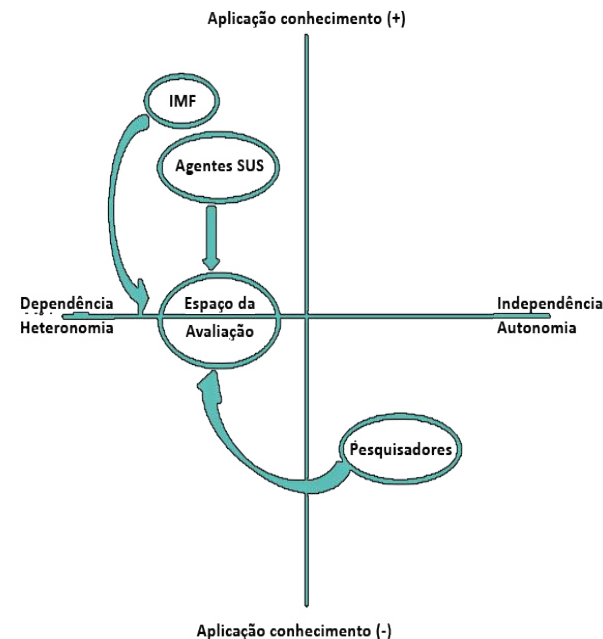 Aplicação conhecimento (+)
IMF
Agentes SUS
Dependência
Heteronomia
Espaço da
Avaliação
Independência
Autonomia
Pesquisadores
Aplicação conhecimento (-)